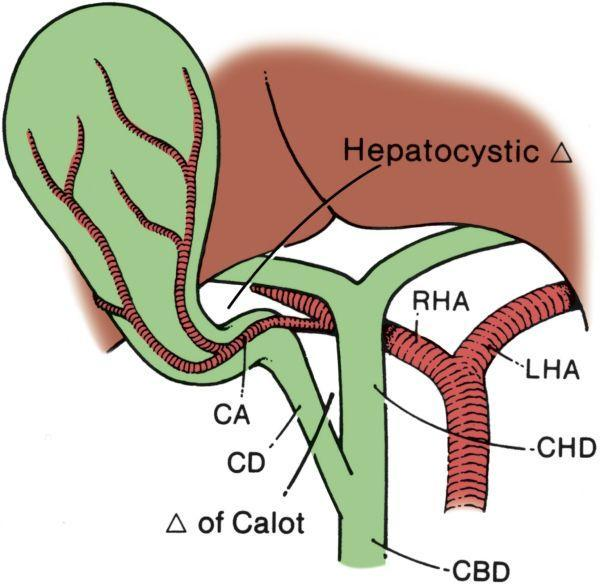 Hepatocystic △
RHA
LHA
CA
CHD
CD
△ of Calot
CBD